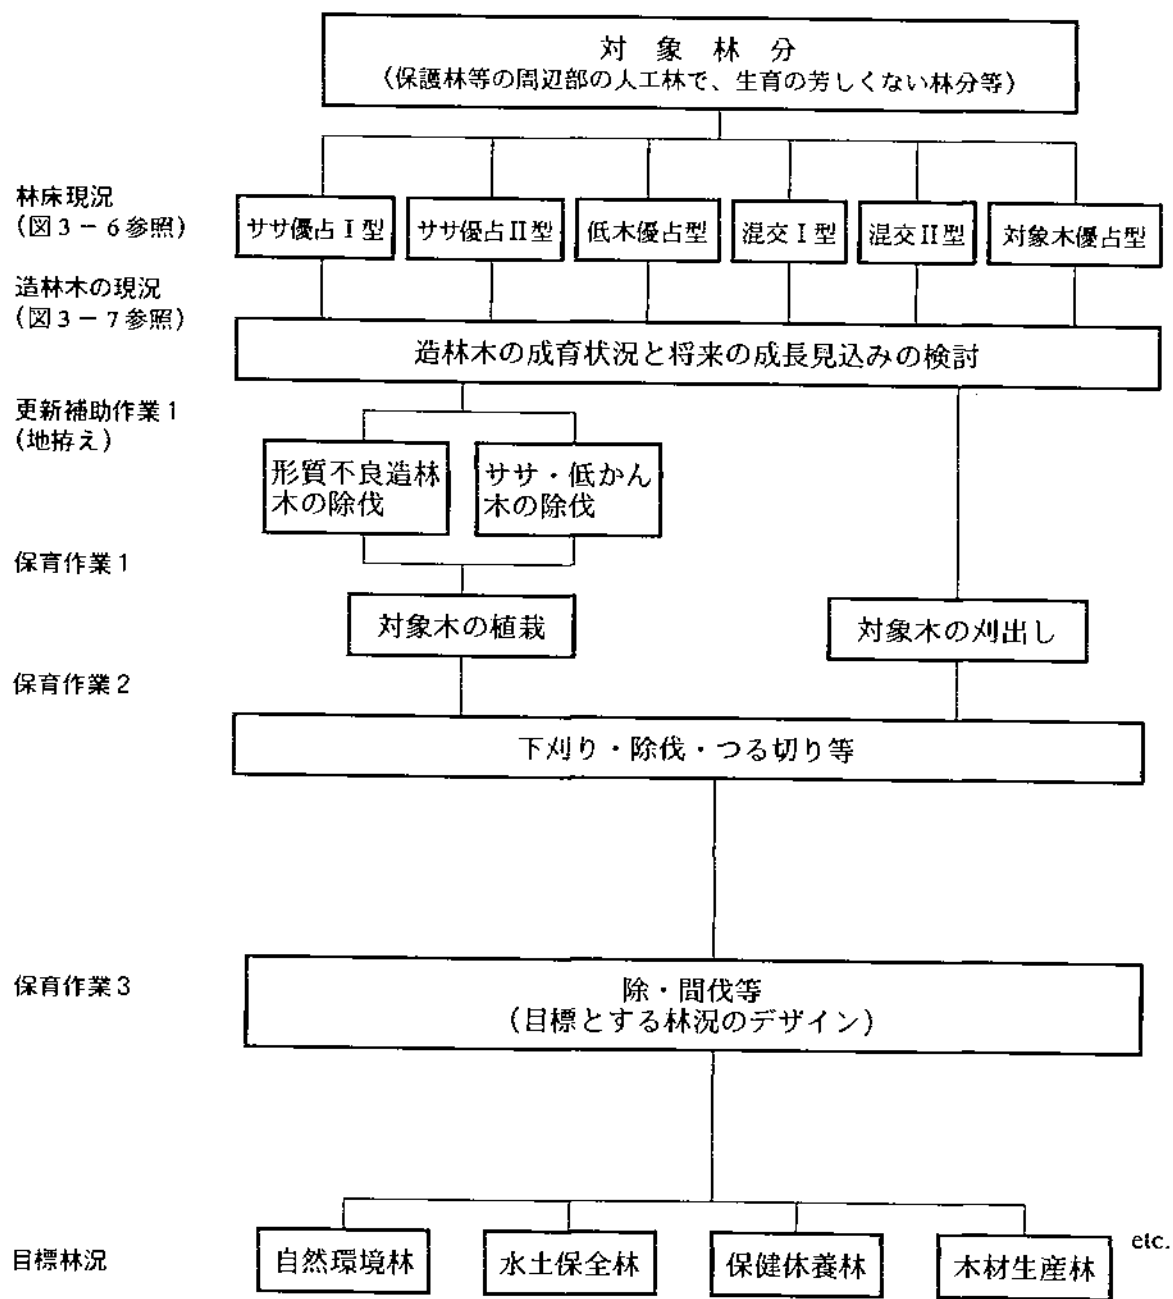 対象林分
(保護林等の周辺部の人工林で、生育の芳しくない林分等)
林床現況
(図3-6参照)
ササ優占Ⅰ型
ササ優占Ⅱ型
低木優占型
混交Ⅰ型
混交Ⅱ型
対象木優占型
造林木の現況
(図3-7参照)
造林木の成育状況と将来の成長見込みの検討
更新補助作業1
(地拵え)
形質不良造林
木の除伐
ササ・低かん
木の除伐
保育作業1
対象木の植栽
対象木の刈出し
保育作業2
下刈り・除伐・つる切り等
保育作業3
除・間伐等
(目標とする林況のデザイン)
目標林況
自然環境林
水土保全林
保健休養林
木材生産林
etc.